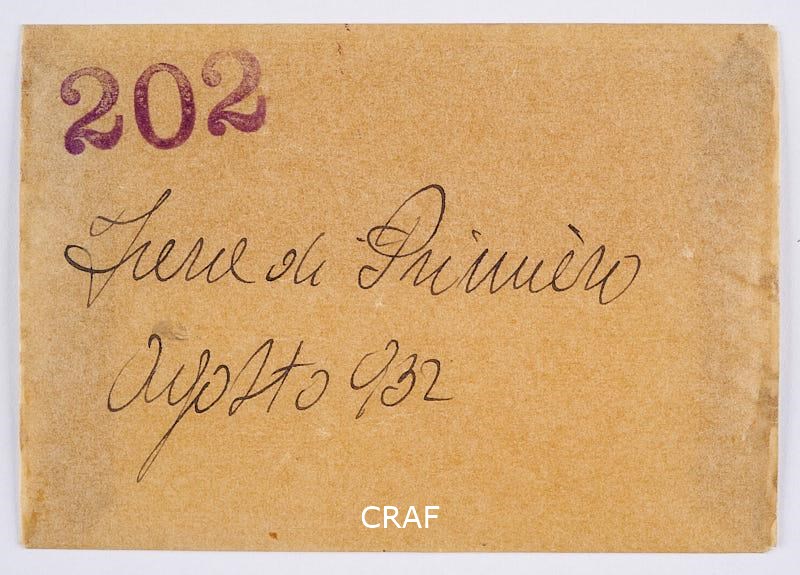 202
Fiera di Primiero
Agosto 932
CRAF